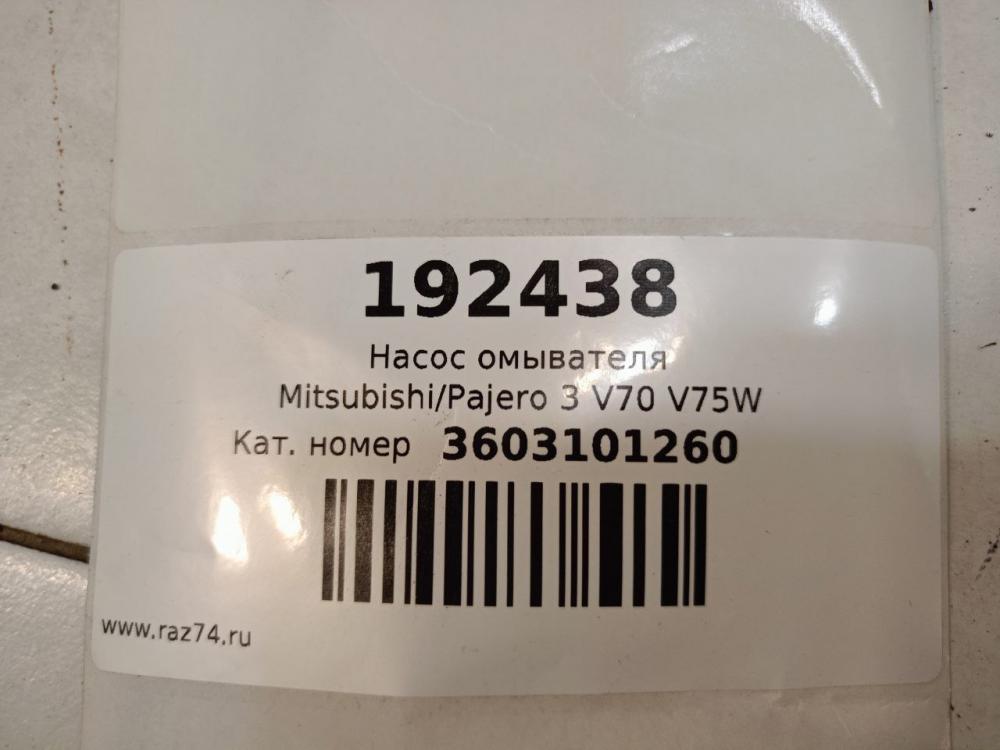 192438
Насос омывателя
Mitsubishi/Pajero 3 V70 V75W
Кат. номер 3603101260
www.raz74.ru